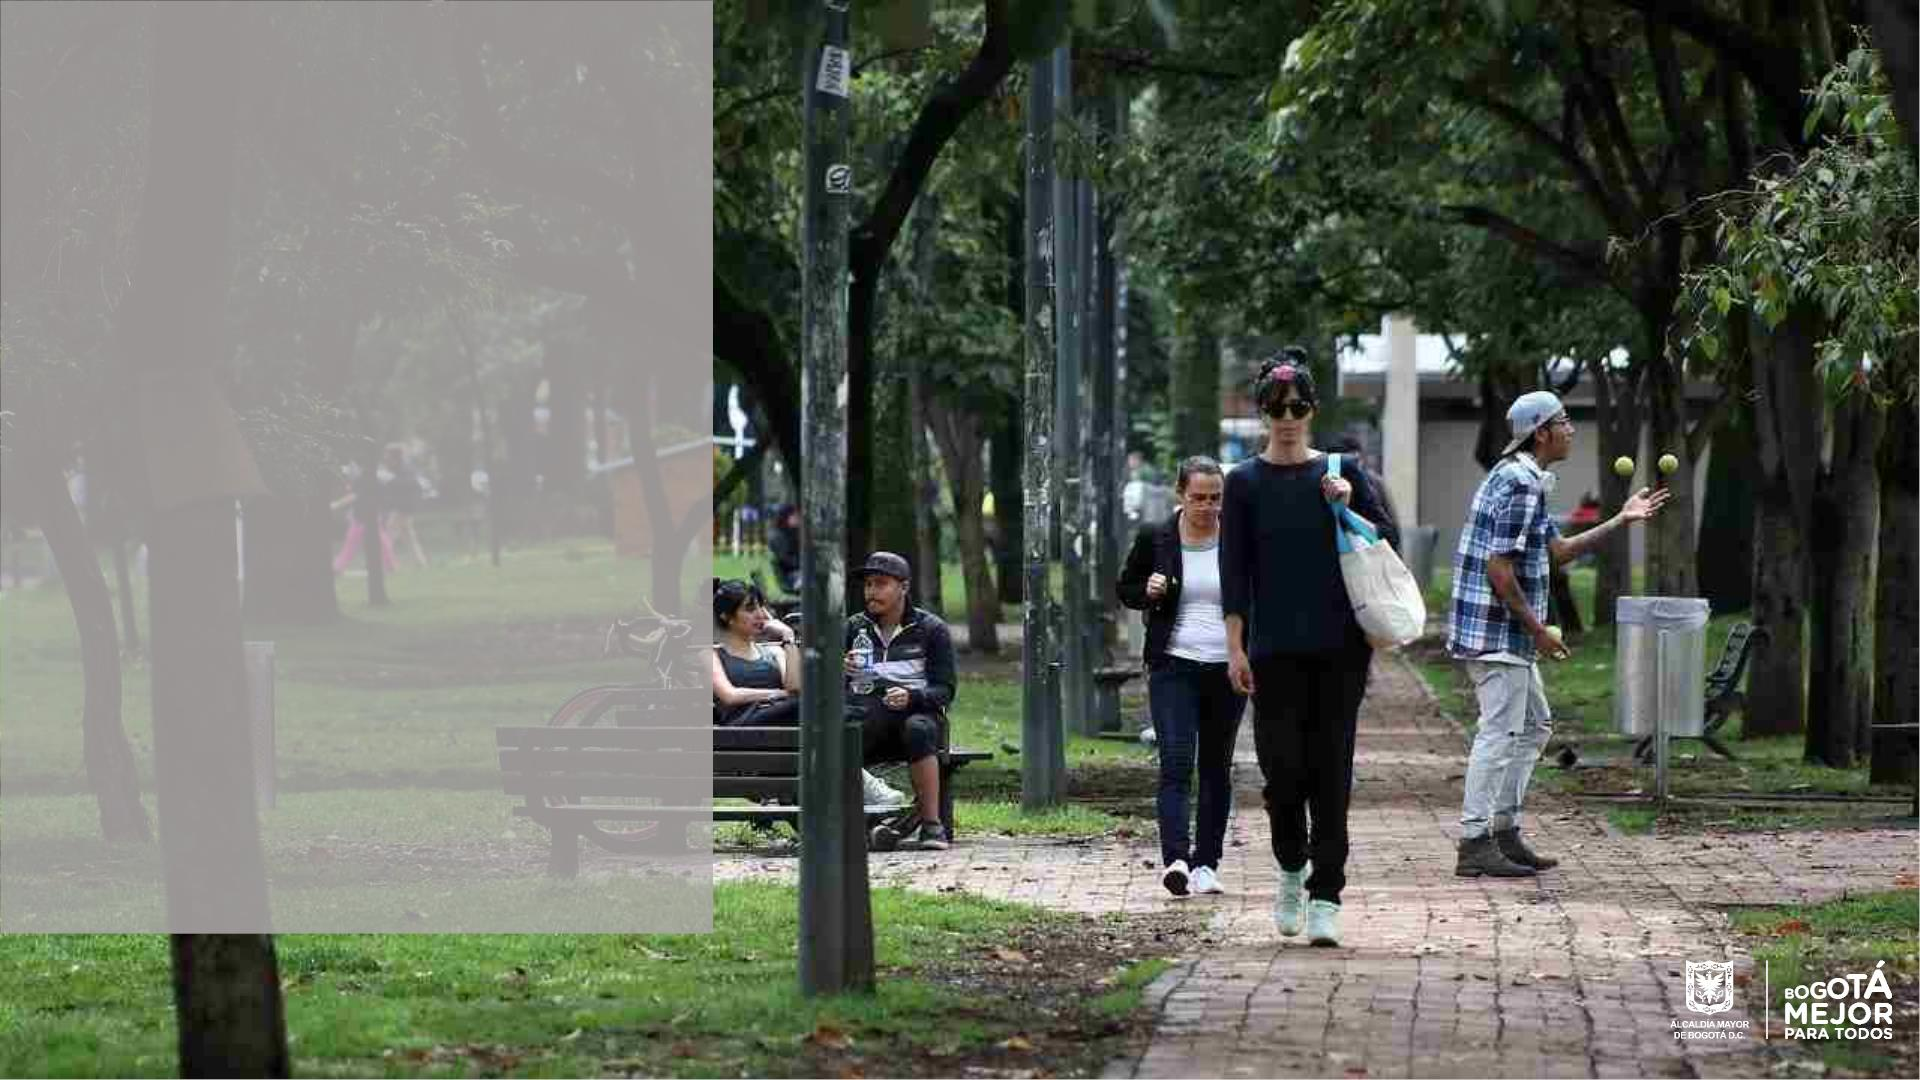 ALCALDÍA MAYOR
DE BOGOTÁ D.C.
BOGOTÁ
MEJOR
PARA TODOS